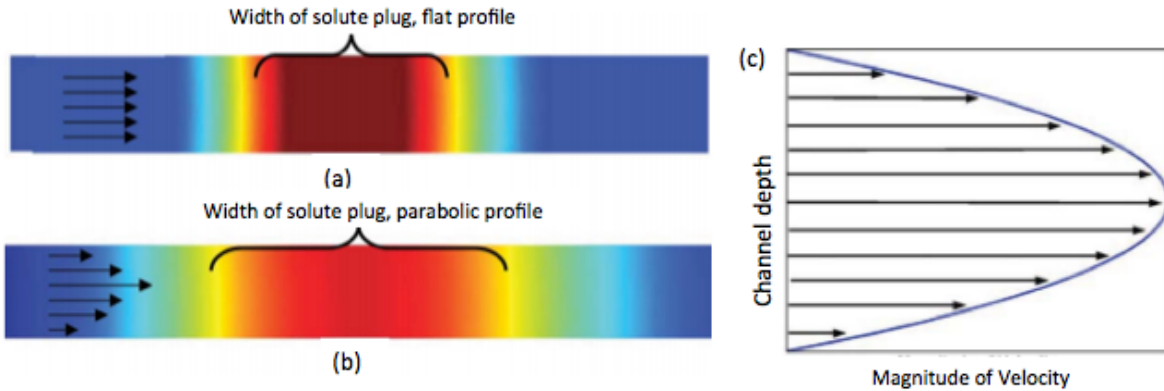 Width of solute plug, flat profile
(a)
Width of solute plug, parabolic profile
(b)
(c)
Channel depth
Magnitude of Velocity